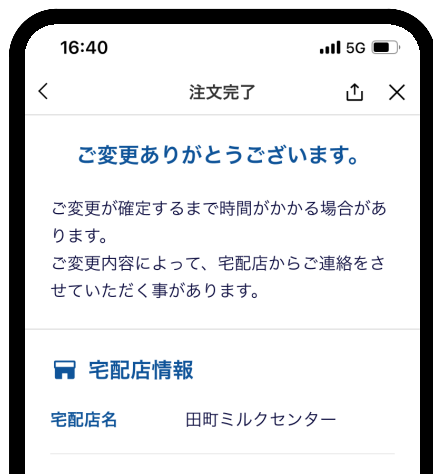 16:40 5G
注文完了
ご変更ありがとうございます。
ご変更が確定するまで時間がかかる場合があ
ります。
ご変更内容によって、宅配店からご連絡をさ
せていただく事があります。
宅配店情報
宅配店名 田町ミルクセンター